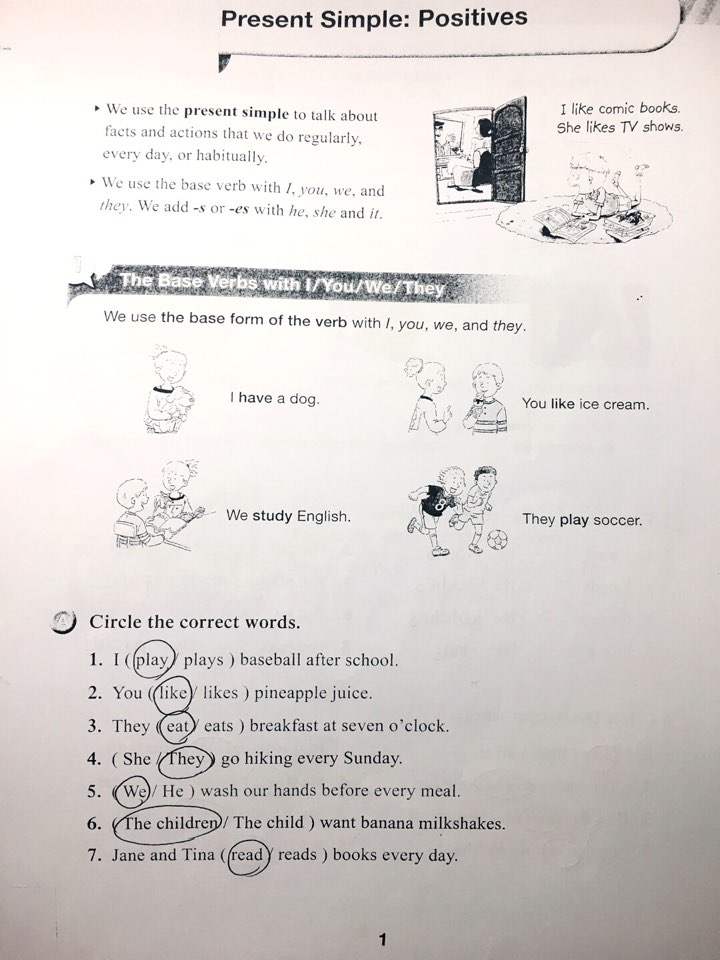 Present Simple: Positives
▸ We use the present simple to talk about
facts and actions that we do regularly,
every day, or habitually.
▸ We use the base verb with I, you, we, and
they. We add -s or -es with he, she and it.
I like comic books.
She likes TV shows.
The Base Verbs with I/You/We/They
We use the base form of the verb with I, you, we, and they.
I have a dog.
You like ice cream.
We study English.
They play soccer.
8
A Circle the correct words.
1. I ( play / plays ) baseball after school.
2. You ( like / likes ) pineapple juice.
3. They ( eat / eats ) breakfast at seven o'clock.
4. ( She / They ) go hiking every Sunday.
5. ( We / He ) wash our hands before every meal.
6. ( The children / The child ) want banana milkshakes.
7. Jane and Tina ( read / reads ) books every day.
1